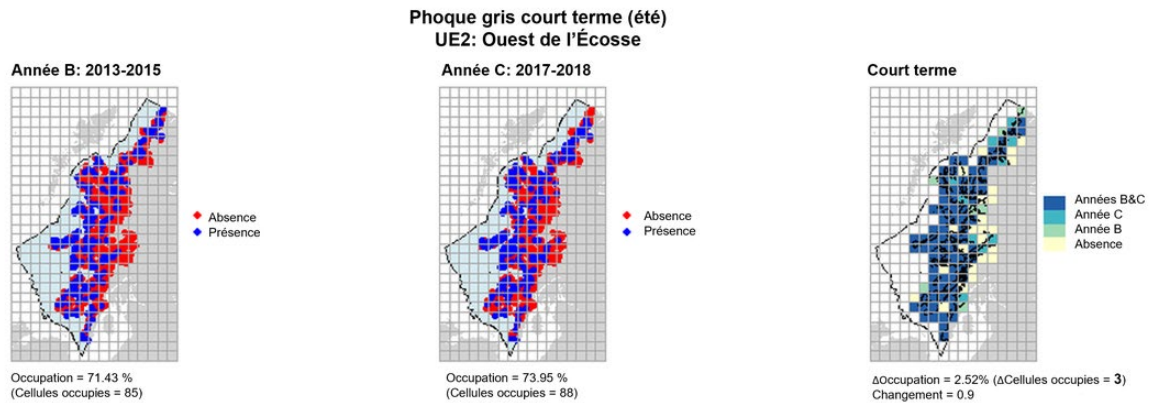 Phoque gris court terme (été)
UE2: Ouest de l'Écosse
Année B: 2013-2015
Absence
Présence
Occupation = 71.43 %
(Cellules occupies = 85)
Année C: 2017-2018
Absence
Présence
Occupation = 73.95 %
(Cellules occupies = 88)
Court terme
Années B&C
Année C
Année B
Absence
ΔOccupation = 2.52% (ΔCellules occupies = 3)
Changement = 0.9